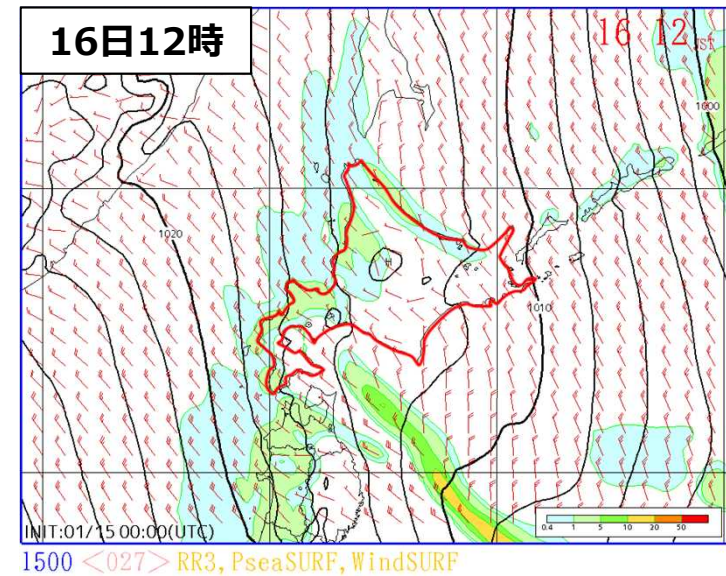 16日12時
16 12JST
1000
1020
H
1010
INIT:01/15 00:00(UTC)
0.4 1 5 10 20 50
1500 <027> RR3,PseaSURF,WindSURF